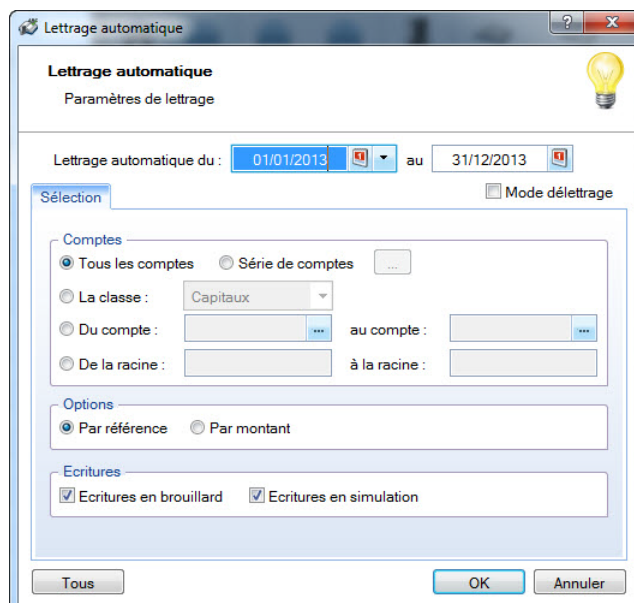 Lettrage automatique
Lettrage automatique
Paramètres de lettrage
Lettrage automatique du : 01/01/2013 au 31/12/2013
Sélection
Mode délettrage
Comptes
Tous les comptes Série de comptes ...
La classe : Capitaux
Du compte : ... au compte : ...
De la racine : à la racine :
Options
Par référence Par montant
Ecritures
Ecritures en brouillard Ecritures en simulation
Tous OK Annuler